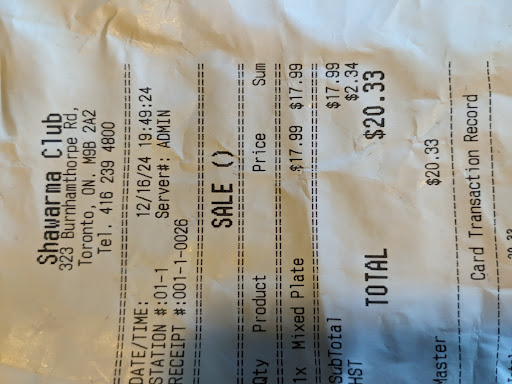 Shawarma Club
323 Burnhamthorpe Rd,
Toronto, ON. M9B 2A2
Tel. 416 239 4800
DATE/TIME: 12/16/24 19:49:24
STATION #:01-1 Server#: ADMIN
RECEIPT #:001-1-0026
SALE ()
Qty Product Price Sum
1x Mixed Plate $17.99 $17.99
SubTotal $17.99
HST $2.34
TOTAL $20.33
Master $20.33
Card Transaction Record